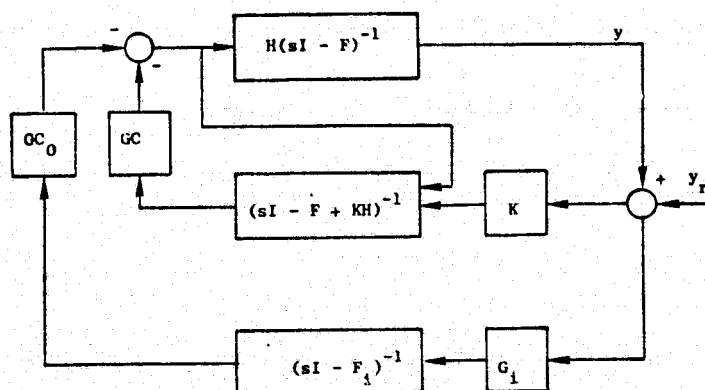 -
-
H(sI - F)⁻¹
y
GC₀
GC
(sI - F + KH)⁻¹
K
+
yᵣ
(sI - Fᵢ)⁻¹
Gᵢ